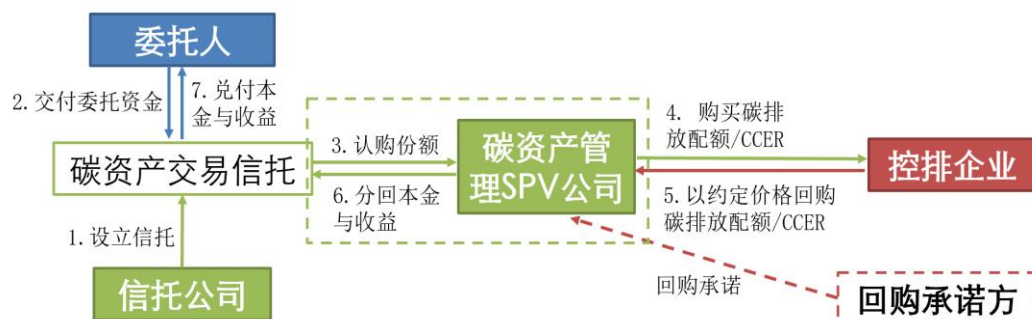 委托人
2.交付委托资金
7.兑付本
金与收益
碳资产交易信托
3.认购份额
6.分回本金
与收益
碳资产管
理SPV公司
4. 购买碳排
放配额/CCER
控排企业
5.以约定价格回购
碳排放配额/CCER
1.设立信托
信托公司
回购承诺
回购承诺方